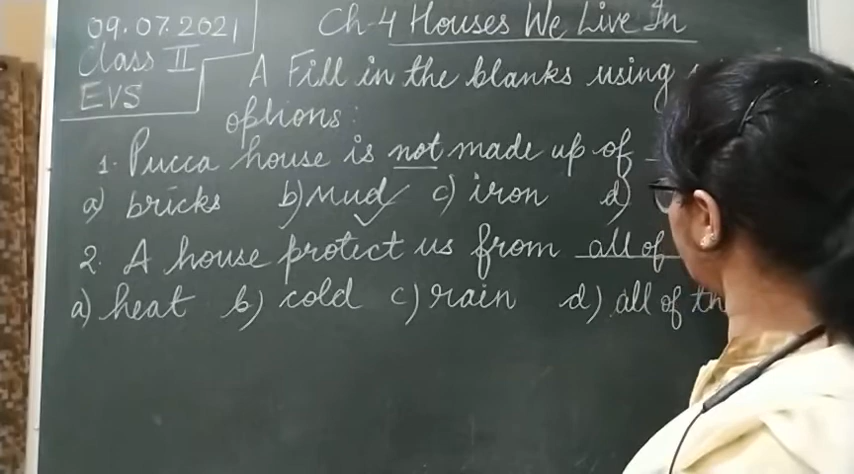 09.07.2021
Class II
EVS
Ch-4 Houses We Live In
A Fill in the blanks using
options:
1. Pucca house is not made up of
a) bricks b) Mud c) iron d)
2. A house protect us from all of
a) heat b) cold c) rain d) all of